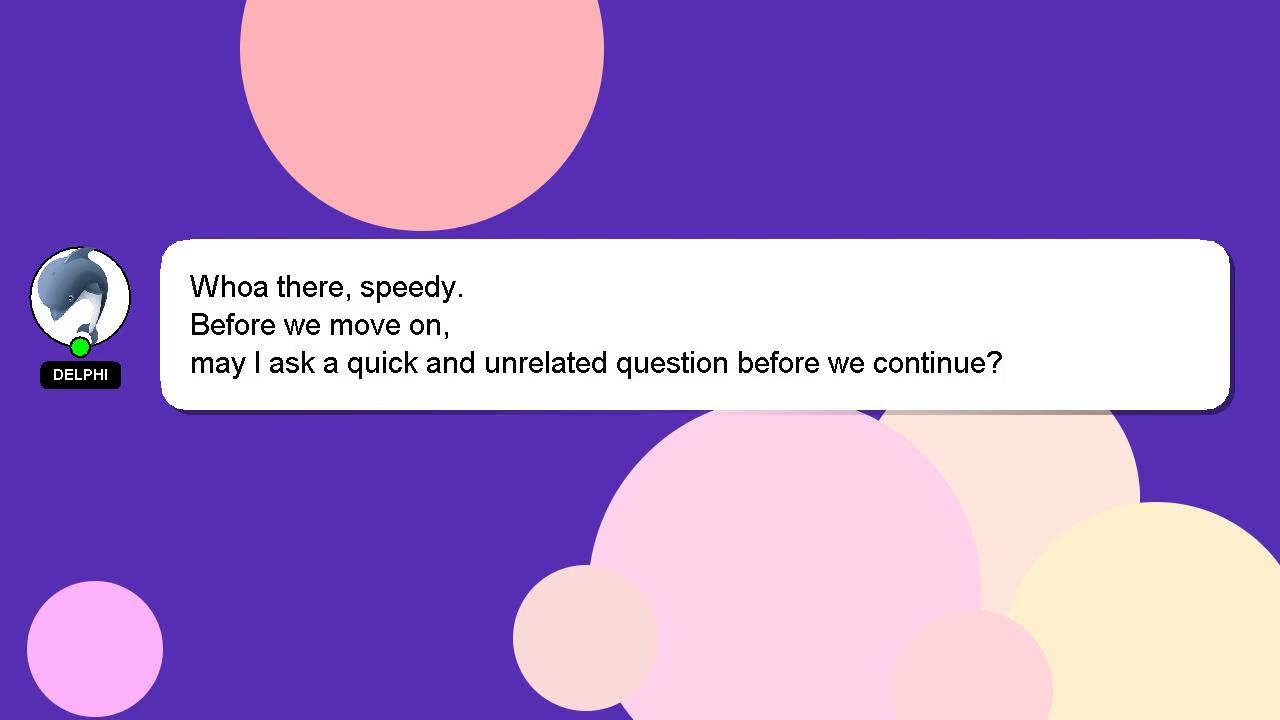 Whoa there, speedy.
Before we move on,
may I ask a quick and unrelated question before we continue?
DELPHI